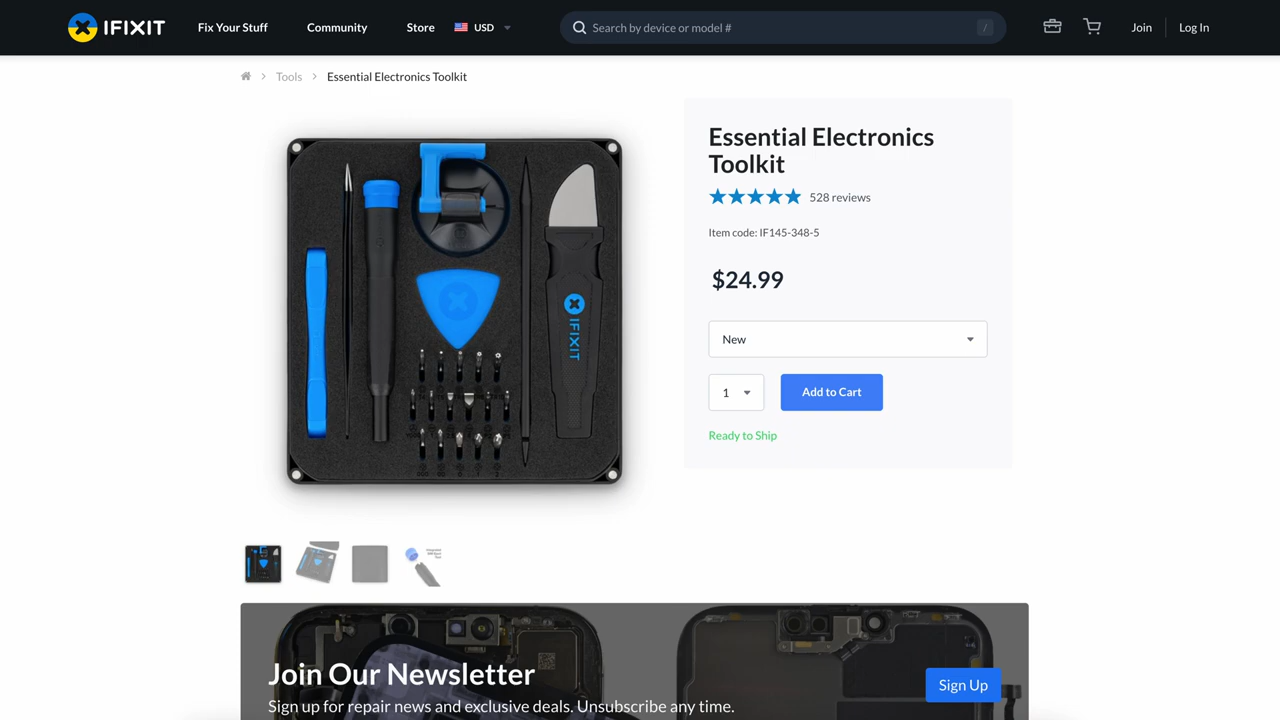 IFIXIT
Fix Your Stuff
Community
Store
USD
Search by device or model #
/
Join
Log In
Tools
Essential Electronics Toolkit
IFIXIT
Essential Electronics
Toolkit
528 reviews
Item code: IF145-348-5
$24.99
New
1
Add to Cart
Ready to Ship
Join Our Newsletter
Sign up for repair news and exclusive deals. Unsubscribe any time.
Sign Up